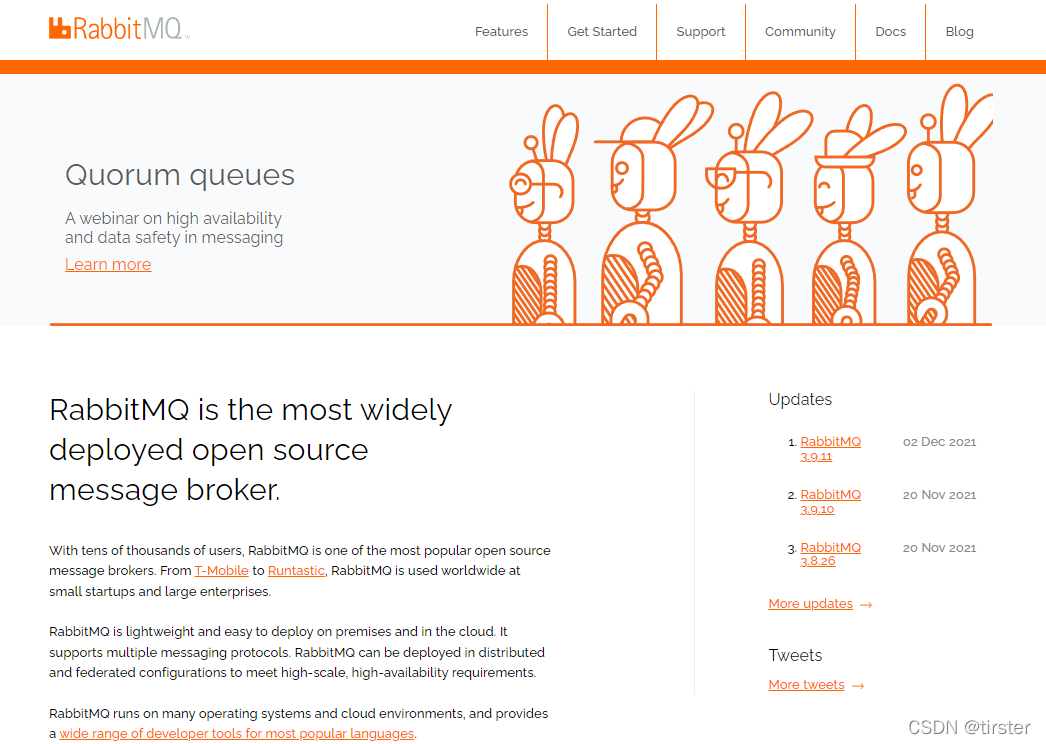 RabbitMQ™
Features
Get Started
Support
Community
Docs
Blog
Quorum queues
A webinar on high availability
and data safety in messaging
Learn more
RabbitMQ is the most widely
deployed open source
message broker.
With tens of thousands of users, RabbitMQ is one of the most popular open source
message brokers. From T-Mobile to Runtastic, RabbitMQ is used worldwide at
small startups and large enterprises.
RabbitMQ is lightweight and easy to deploy on premises and in the cloud. It
supports multiple messaging protocols. RabbitMQ can be deployed in distributed
and federated configurations to meet high-scale, high-availability requirements.
RabbitMQ runs on many operating systems and cloud environments, and provides
a wide range of developer tools for most popular languages.
Updates
1. RabbitMQ 02 Dec 2021
3.9.11
2. RabbitMQ 20 Nov 2021
3.9.10
3. RabbitMQ 20 Nov 2021
3.8.26
More updates →
Tweets
More tweets →
CSDN @tirster